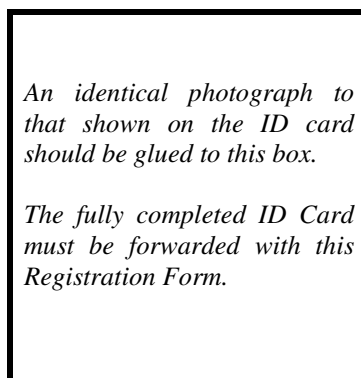 An identical photograph to
that shown on the ID card
should be glued to this box.
The fully completed ID Card
must be forwarded with this
Registration Form.